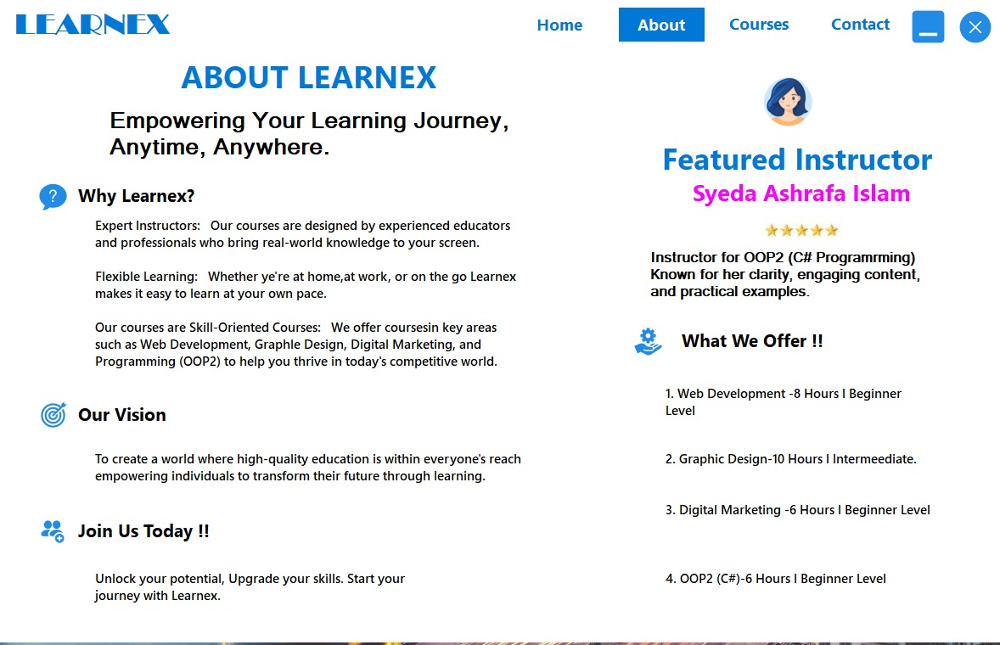 LEARNEX
Home
About
Courses
Contact
ABOUT LEARNEX
Empowering Your Learning Journey,
Anytime, Anywhere.
Why Learnex?
Expert Instructors:   Our courses are designed by experienced educators
and professionals who bring real-world knowledge to your screen.
Flexible Learning:   Whether ye're at home,at work, or on the go Learnex
makes it easy to learn at your own pace.
Our courses are Skill-Oriented Courses:   We offer coursesin key areas
such as Web Development, Graphle Design, Digital Marketing, and
Programming (OOP2) to help you thrive in today's competitive world.
Our Vision
To create a world where high-quality education is within everyone's reach
empowering individuals to transform their future through learning.
Join Us Today !!
Unlock your potential, Upgrade your skills. Start your
journey with Learnex.
Featured Instructor
Syeda Ashrafa Islam
Instructor for OOP2 (C# Programrming)
Known for her clarity, engaging content,
and practical examples.
What We Offer !!
1. Web Development -8 Hours l Beginner
Level
2. Graphic Design-10 Hours l Intermeediate.
3. Digital Marketing -6 Hours l Beginner Level
4. OOP2 (C#)-6 Hours l Beginner Level